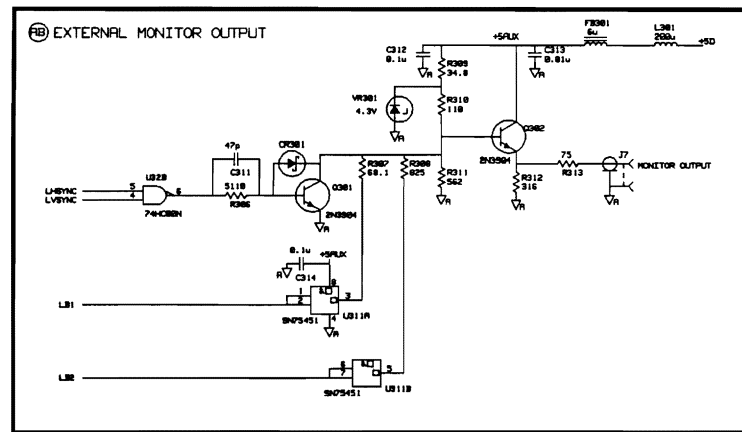 AB EXTERNAL MONITOR OUTPUT
FB301
6u
L301
200u
+5AUX
+5D
C312
0.1u
C313
0.01u
R309
34.8
R310
110
VR301
4.3V
Q302
2N3904
47p
C311
CR301
U32B
LHSYNC
LVSYNC
5
4
6
74HC00N
5110
R306
Q301
2N3904
R307
68.1
R308
825
R311
562
R312
316
75
R313
J7
MONITOR OUTPUT
0.1u
C314
+5AUX
8
LB1
1
2
3
4
SN75451
U311A
LB2
6
7
5
SN75451
U311B
A
A
A
A
A
A
A
A
A